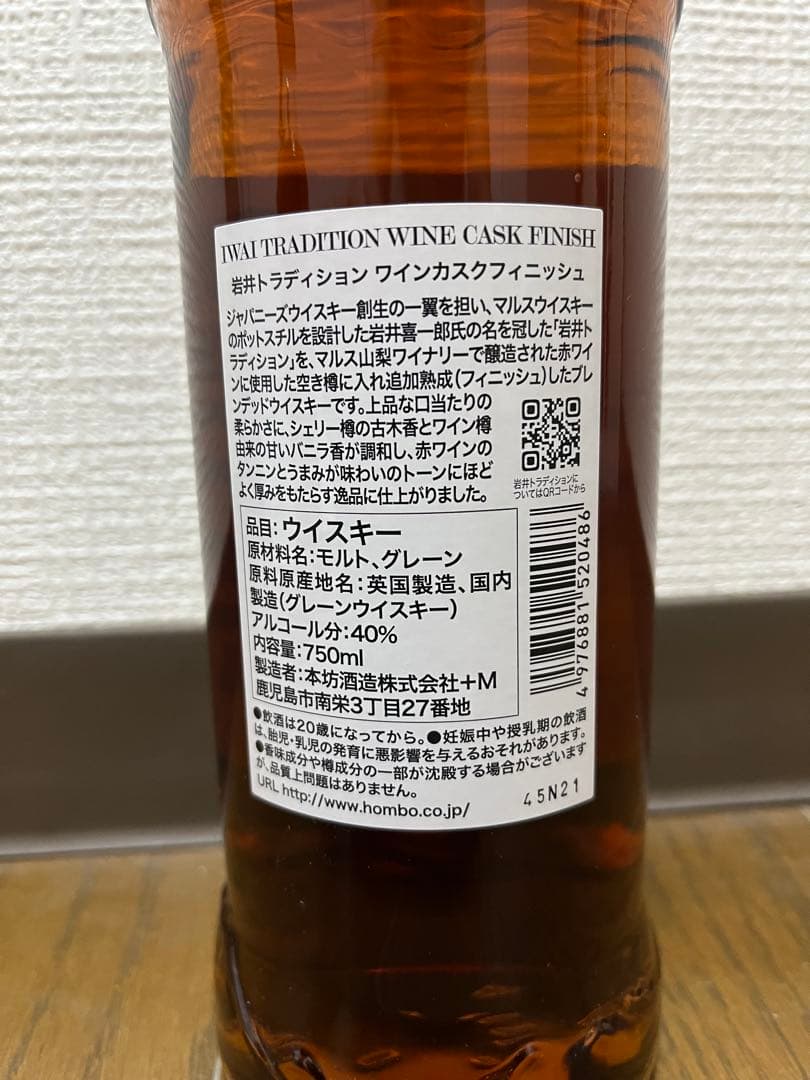 IWAI TRADITION WINE CASK FINISH
岩井トラディション ワインカスクフィニッシュ
ジャパニーズウイスキー創生の一翼を担い、マルスウイスキー
のポットスチルを設計した岩井喜一郎氏の名を冠した「岩井ト
ラディション」を、マルス山梨ワイナリーで醸造された赤ワイ
ンに使用した空き樽に入れ追加熟成(フィニッシュ)したブレ
ンデッドウイスキーです。上品な口当たりの
柔らかさに、シェリー樽の古木香とワイン樽
由来の甘いバニラ香が調和し、赤ワインの
タンニンとうまみが味わいのトーンにほど
よく厚みをもたらす逸品に仕上がりました。
岩井トラディションに
ついてはQRコードから
品目:ウイスキー
原材料名:モルト、グレーン
原料原産地名:英国製造、国内
製造(グレーンウイスキー)
アルコール分:40%
内容量:750ml
製造者:本坊酒造株式会社+M
鹿児島市南栄3丁目27番地
4 976881 520486
●飲酒は20歳になってから。●妊娠中や授乳期の飲酒
は、胎児・乳児の発育に悪影響を与えるおそれがあります。
●香味成分や樽成分の一部が沈殿する場合がございます
が、品質上問題はありません。
URL http://www.hombo.co.jp/
45N21